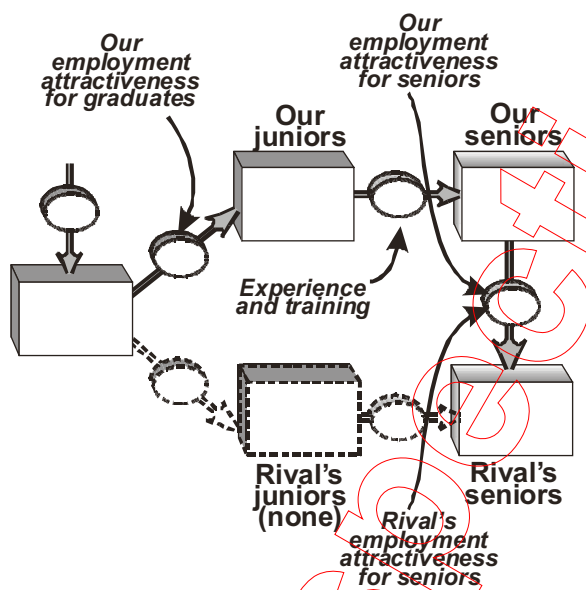 Our
employment
attractiveness
for graduates
Our
employment
attractiveness
for seniors
Our
juniors
Our
seniors
Experience
and training
Rival's
juniors
(none)
Rival's
seniors
Rival's
employment
attractiveness
for seniors